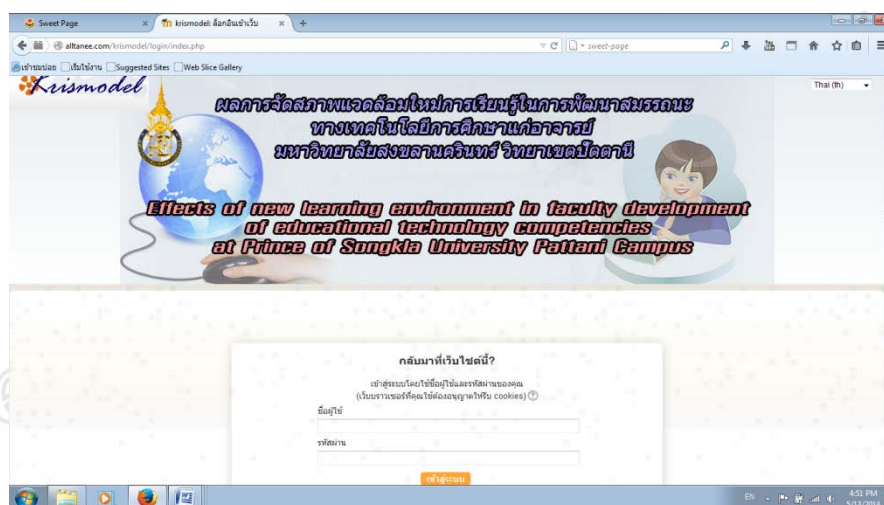 Sweet Page
krismodel: ล็อกอินเข้าเว็บ
alltanee.com/krismodel/login/index.php
sweet-page
เข้าชมบ่อย เริ่มใช้งาน Suggested Sites Web Slice Gallery
Krismodel
Thai (th)
ผลการจัดสภาพแวดล้อมใหม่การเรียนรู้ในการพัฒนาสมรรถนะ
ทางเทคโนโลยีการศึกษาแก่อาจารย์
มหาวิทยาลัยสงขลานครินทร์ วิทยาเขตปัตตานี
Effects of new learning environment in faculty development
of educational technology competencies
at Prince of Songkla University Pattani Campus
กลับมาที่เว็บไซต์นี้?
เข้าสู่ระบบโดยใช้ชื่อผู้ใช้และรหัสผ่านของคุณ
(เว็บบราวเซอร์ที่คุณใช้ต้องอนุญาตให้รับ cookies)
ชื่อผู้ใช้
รหัสผ่าน
เข้าสู่ระบบ
EN
4:51 PM
5/12/2014